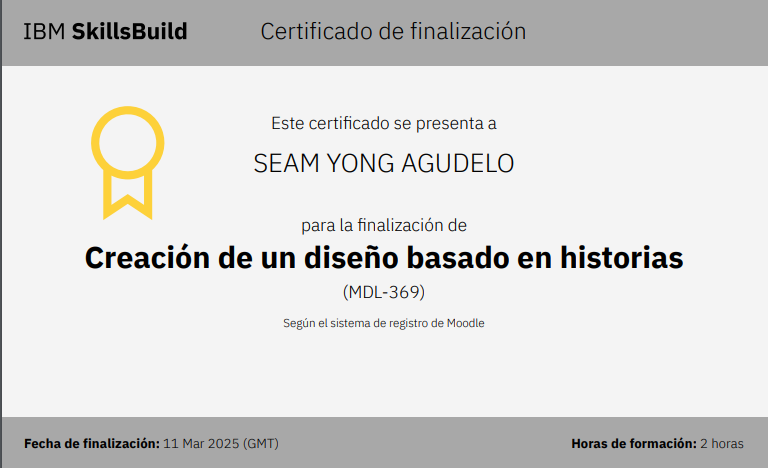 IBM SkillsBuild
Certificado de finalización
Este certificado se presenta a
SEAM YONG AGUDELO
para la finalización de
Creación de un diseño basado en historias
(MDL-369)
Según el sistema de registro de Moodle
Fecha de finalización: 11 Mar 2025 (GMT)
Horas de formación: 2 horas